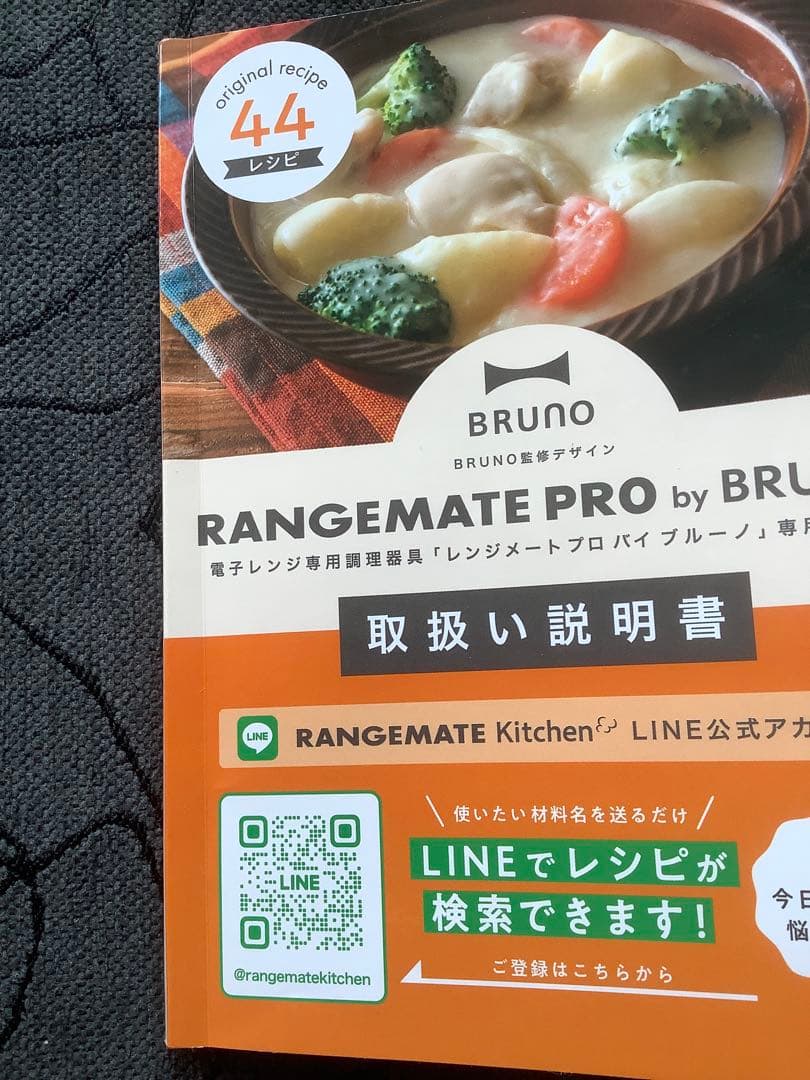 original recipe
44
レシピ
BRUNO
BRUNO監修デザイン
RANGEMATE PRO by BRU
電子レンジ専用調理器具「レンジメートプロ バイ ブルーノ」専用
取扱い説明書
LINE
RANGEMATE Kitchen LINE公式アカ
使いたい材料名を送るだけ
LINEでレシピが
検索できます!
ご登録はこちらから
LINE
@rangematekitchen
今日
悩